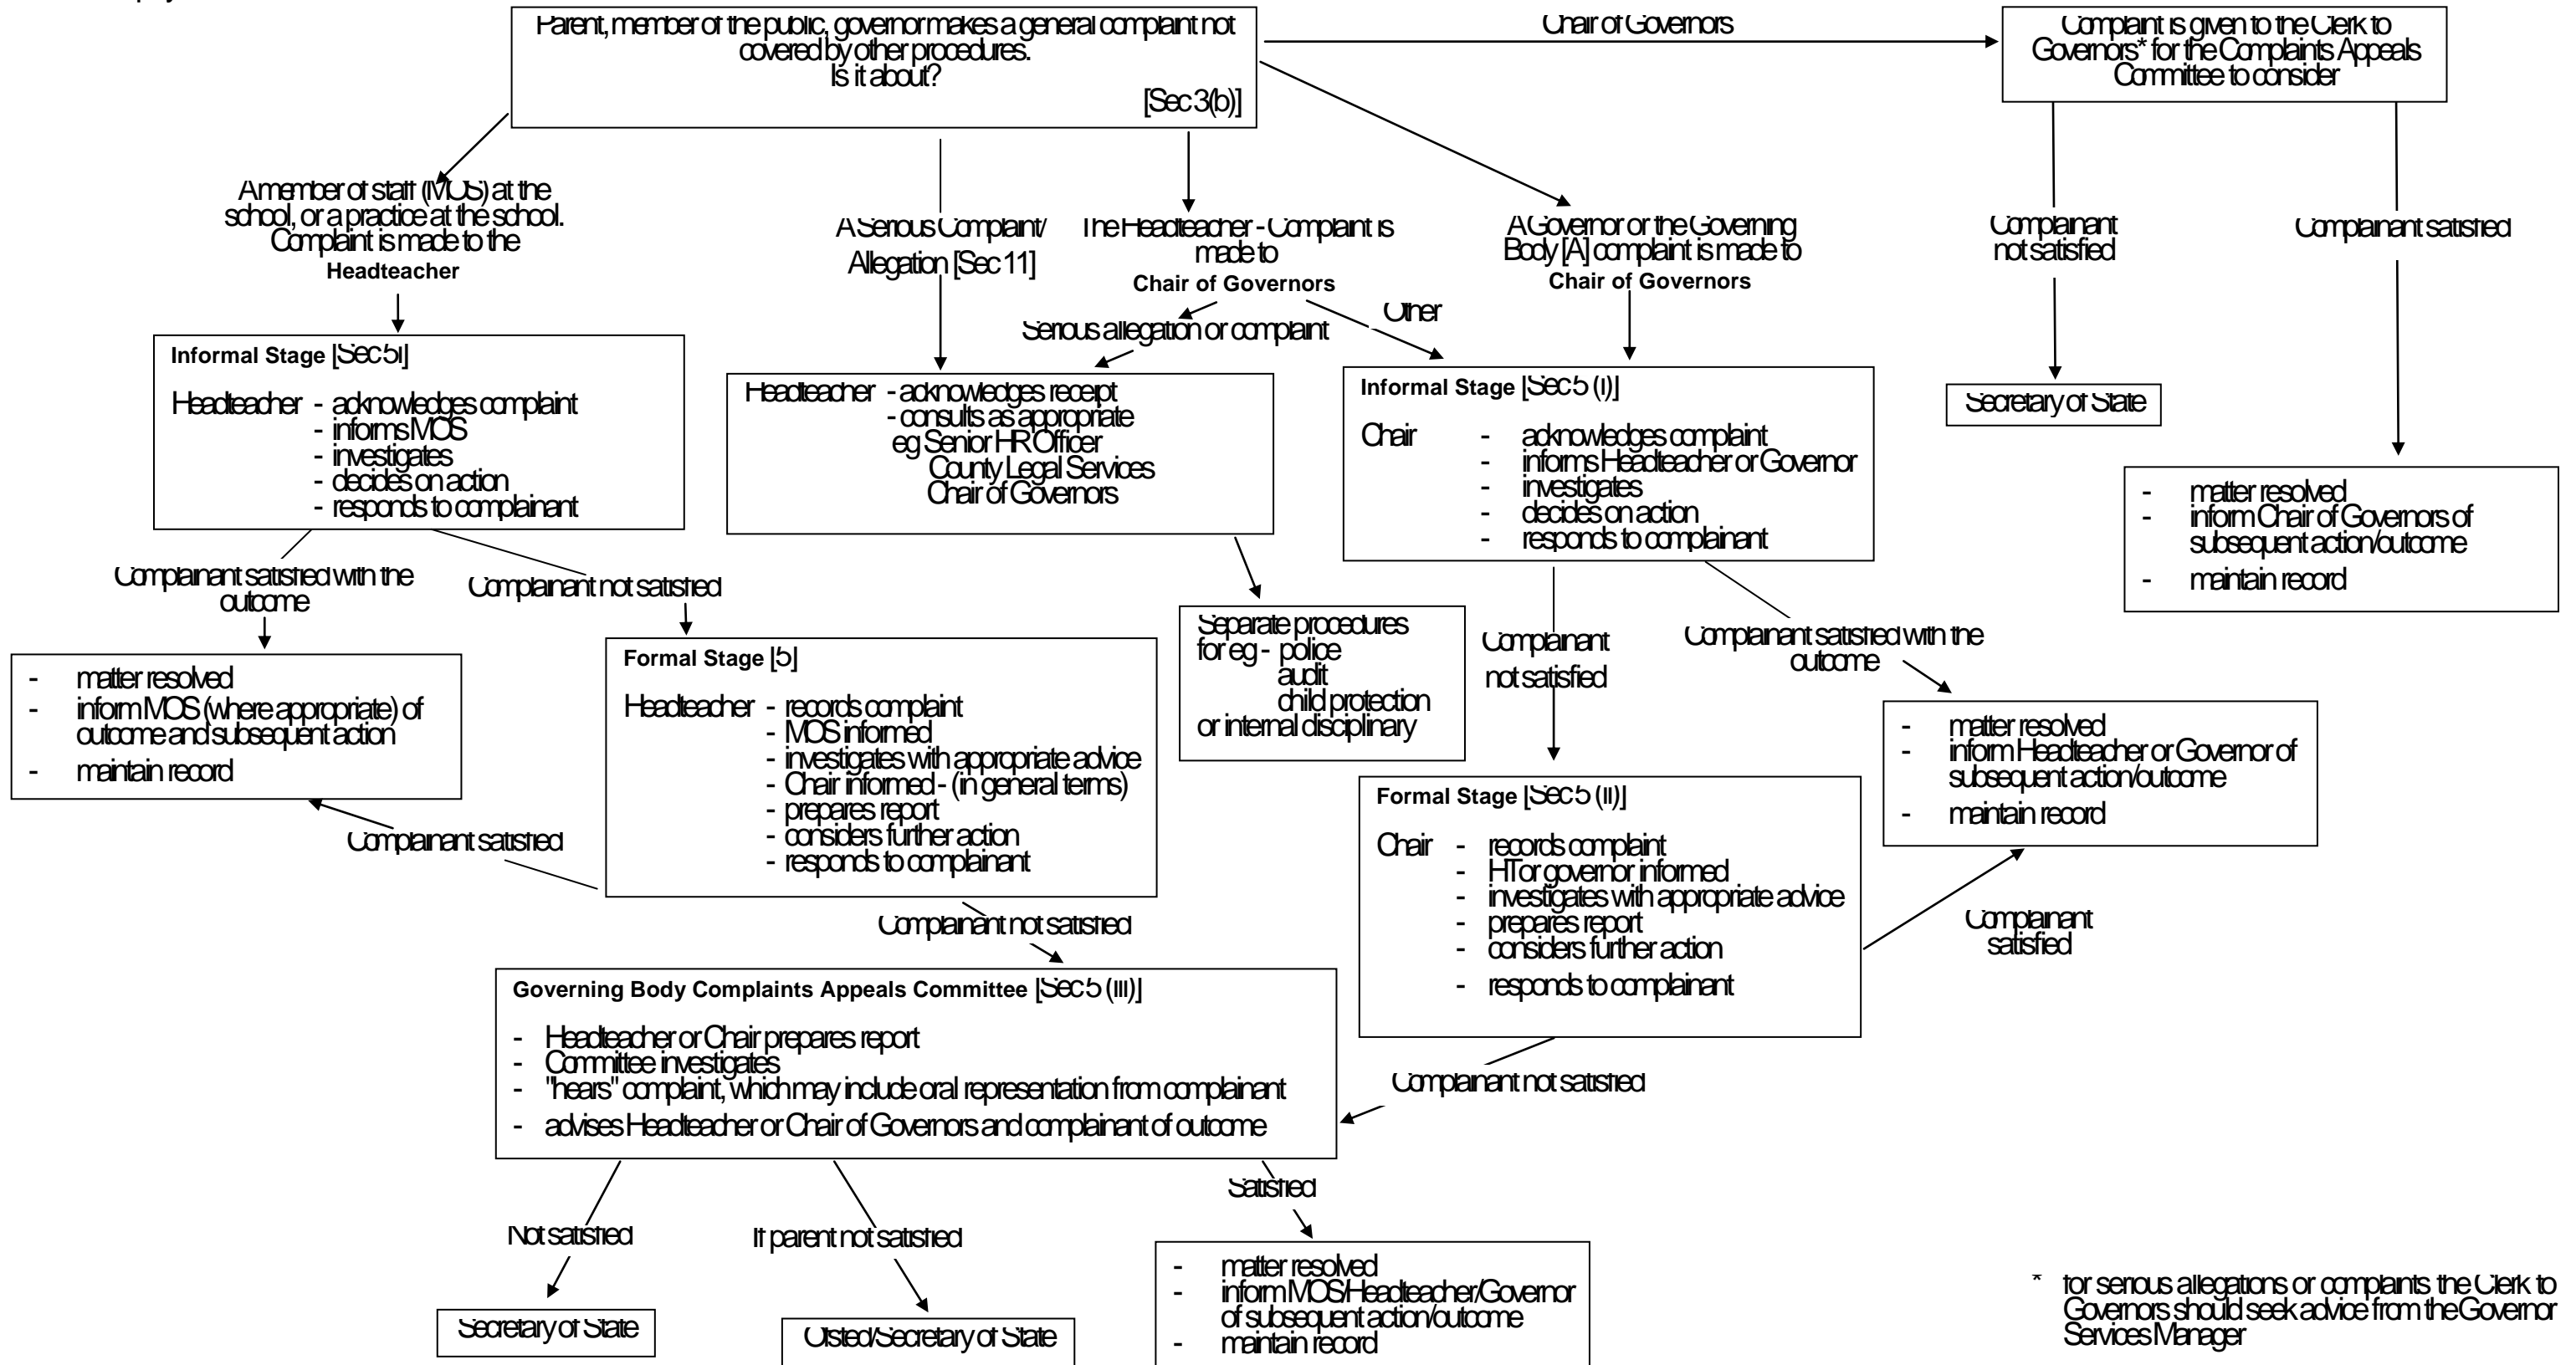 Parent, member of the public, governor makes a general complaint not
covered by other procedures.
Is it about?
[Sec 3(b)]
Chair of Governors
Complaint is given to the Clerk to
Governors* for the Complaints Appeals
Committee to consider
A member of staff (MOS) at the
school, or a practice at the school.
Complaint is made to the
Headteacher
A Serious Complaint/
Allegation [Sec 11]
The Headteacher - Complaint is
made to
Chair of Governors
A Governor or the Governing
Body [A] complaint is made to
Chair of Governors
Complainant
not satisfied
Complainant satisfied
Serious allegation or complaint
Other
Informal Stage [Sec 5i]
Headteacher - acknowledges complaint
- informs MOS
- investigates
- decides on action
- responds to complainant
Headteacher - acknowledges receipt
- consults as appropriate
eg Senior HR Officer
County Legal Services
Chair of Governors
Informal Stage [Sec 5 (i)]
Chair - acknowledges complaint
- informs Headteacher or Governor
- investigates
- decides on action
- responds to complainant
Secretary of State
- matter resolved
- inform Chair of Governors of
subsequent action/outcome
- maintain record
Complainant satisfied with the
outcome
Complainant not satisfied
Separate procedures
for eg - police
audit
child protection
or internal disciplinary
Complainant
not satisfied
Complainant satisfied with the
outcome
- matter resolved
- inform MOS (where appropriate) of
outcome and subsequent action
- maintain record
Formal Stage [5]
Headteacher - records complaint
- MOS informed
- investigates with appropriate advice
- Chair informed - (in general terms)
- prepares report
- considers further action
- responds to complainant
- matter resolved
- inform Headteacher or Governor of
subsequent action/outcome
- maintain record
Formal Stage [Sec 5 (ii)]
Chair - records complaint
- HT or governor informed
- investigates with appropriate advice
- prepares report
- considers further action
- responds to complainant
Complainant satisfied
Complainant not satisfied
Complainant
satisfied
Governing Body Complaints Appeals Committee [Sec 5 (iii)]
- Headteacher or Chair prepares report
- Committee investigates
- "hears" complaint, which may include oral representation from complainant
- advises Headteacher or Chair of Governors and complainant of outcome
Complainant not satisfied
Not satisfied
If parent not satisfied
Satisfied
Secretary of State
Ofsted/Secretary of State
- matter resolved
- inform MOS/Headteacher/Governor
of subsequent action/outcome
- maintain record
* for serious allegations or complaints the Clerk to
Governors should seek advice from the Governor
Services Manager